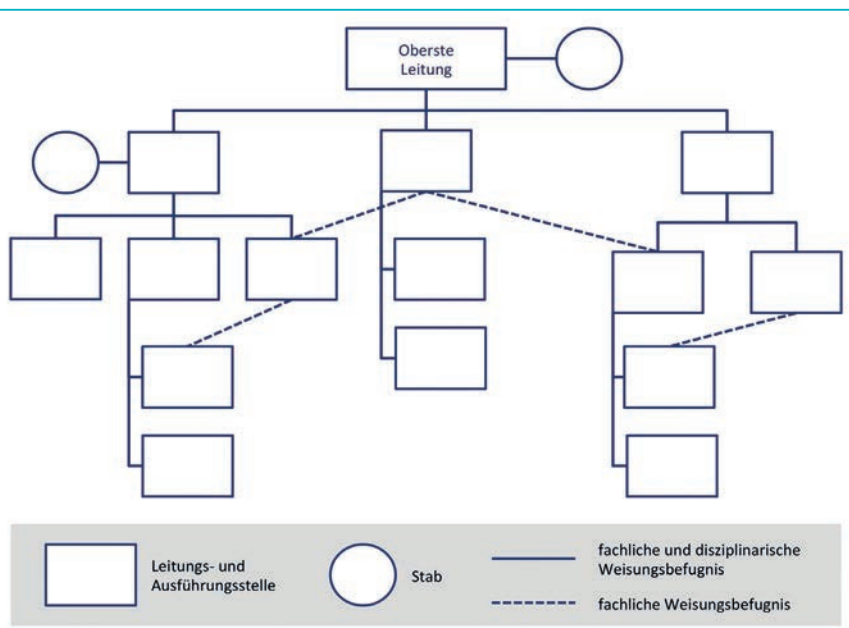 Oberste
Leitung
Leitungs- und
Ausführungsstelle
Stab
fachliche und disziplinarische
Weisungsbefugnis
fachliche Weisungsbefugnis